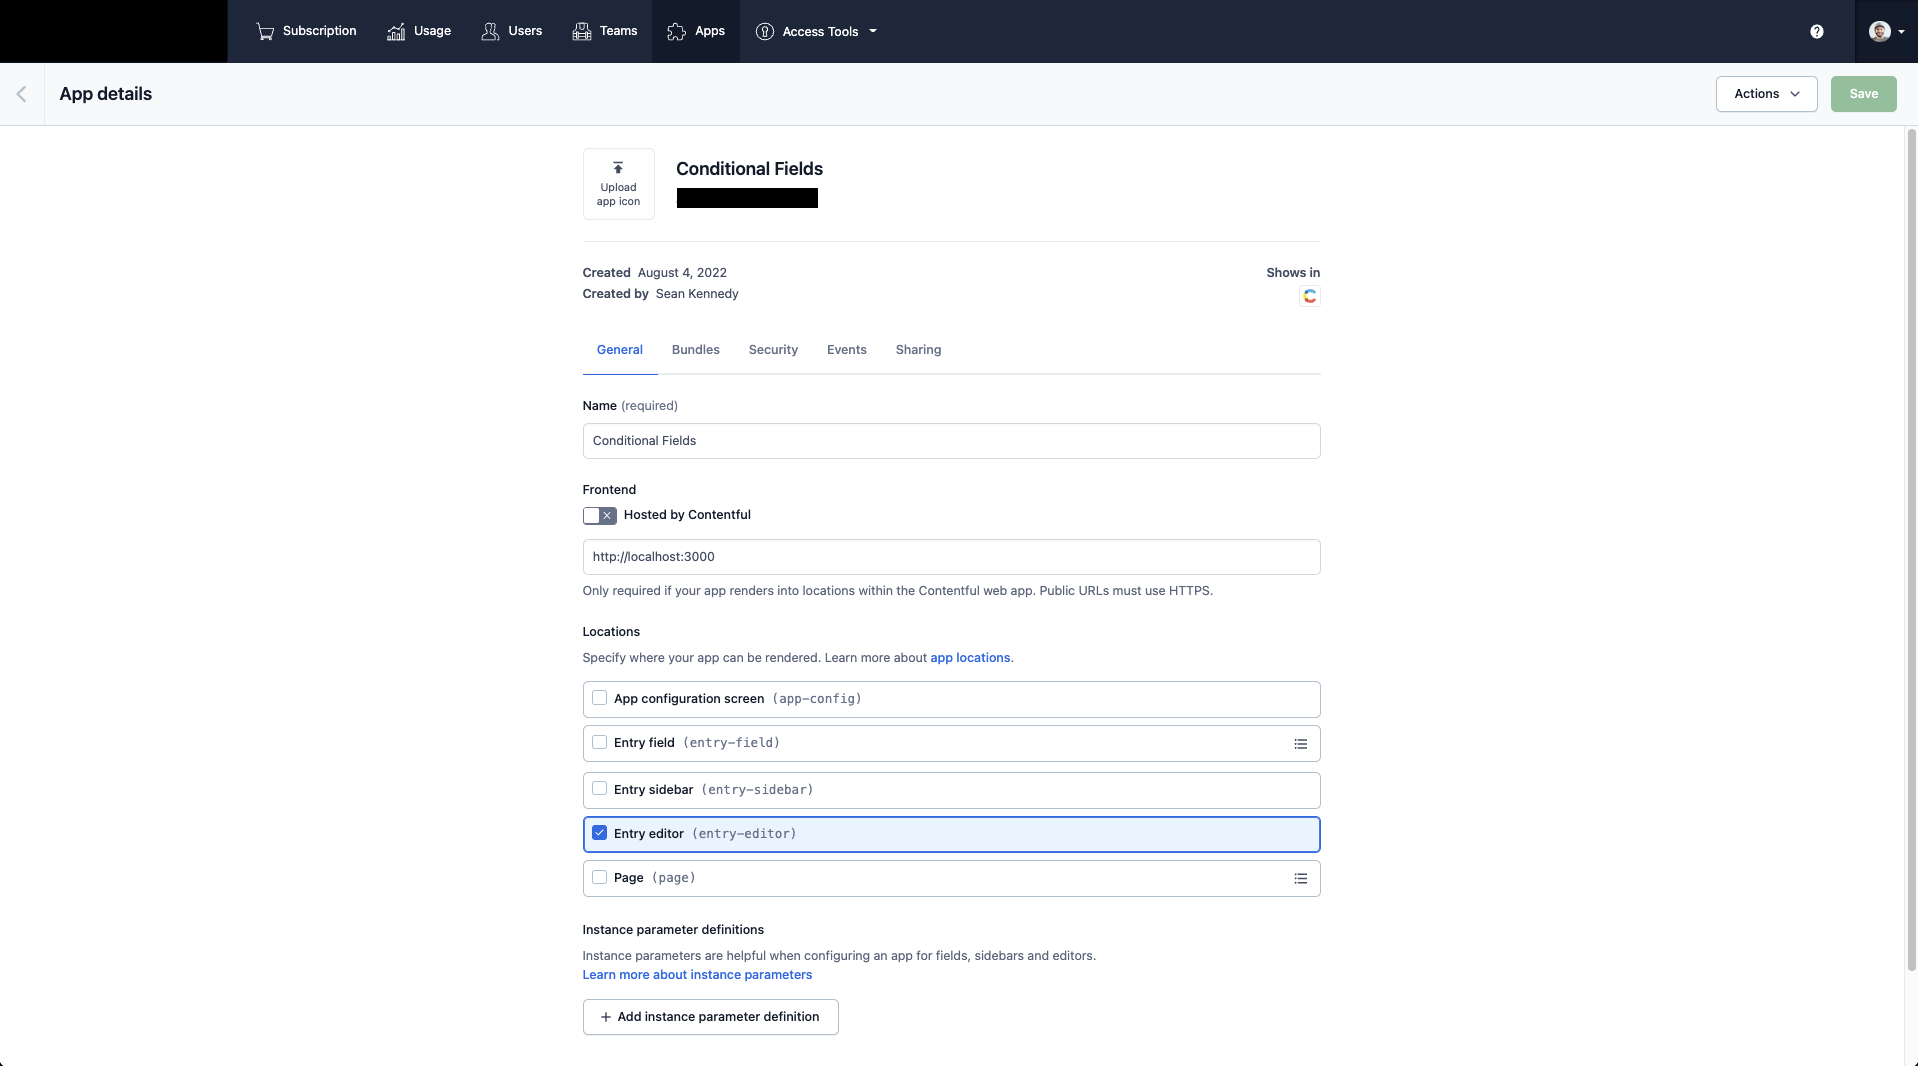 Subscription
Usage
Users
Teams
Apps
Access Tools
App details
Actions
Save
Upload
app icon
Conditional Fields
Created August 4, 2022
Shows in
Created by Sean Kennedy
General
Bundles
Security
Events
Sharing
Name (required)
Conditional Fields
Frontend
Hosted by Contentful
http://localhost:3000
Only required if your app renders into locations within the Contentful web app. Public URLs must use HTTPS.
Locations
Specify where your app can be rendered. Learn more about app locations.
App configuration screen (app-config)
Entry field (entry-field)
Entry sidebar (entry-sidebar)
Entry editor (entry-editor)
Page (page)
Instance parameter definitions
Instance parameters are helpful when configuring an app for fields, sidebars and editors.
Learn more about instance parameters
+ Add instance parameter definition